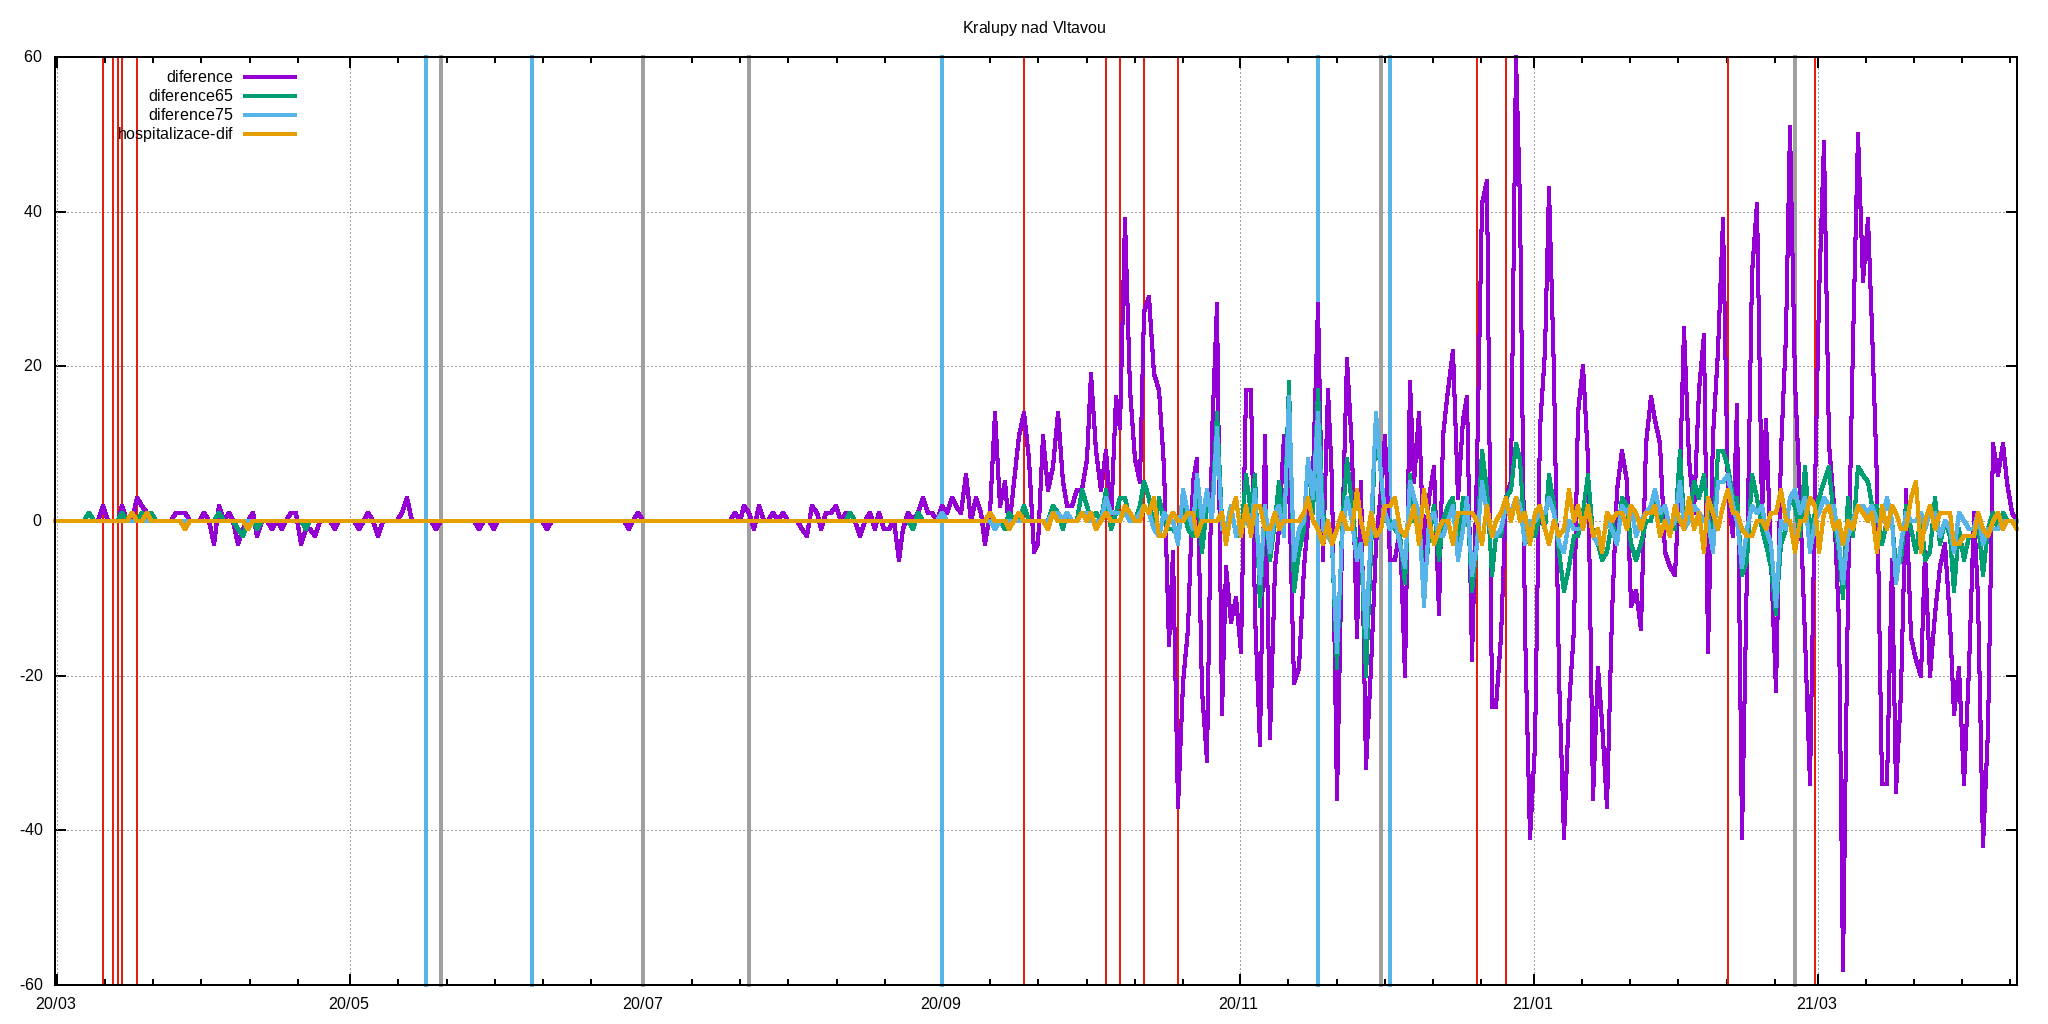 Kralupy nad Vltavou
60
diference
diference65
diference75
hospitalizace-dif
40
20
0
-20
-40
-60
20/03 20/05 20/07 20/09 20/11 21/01 21/03